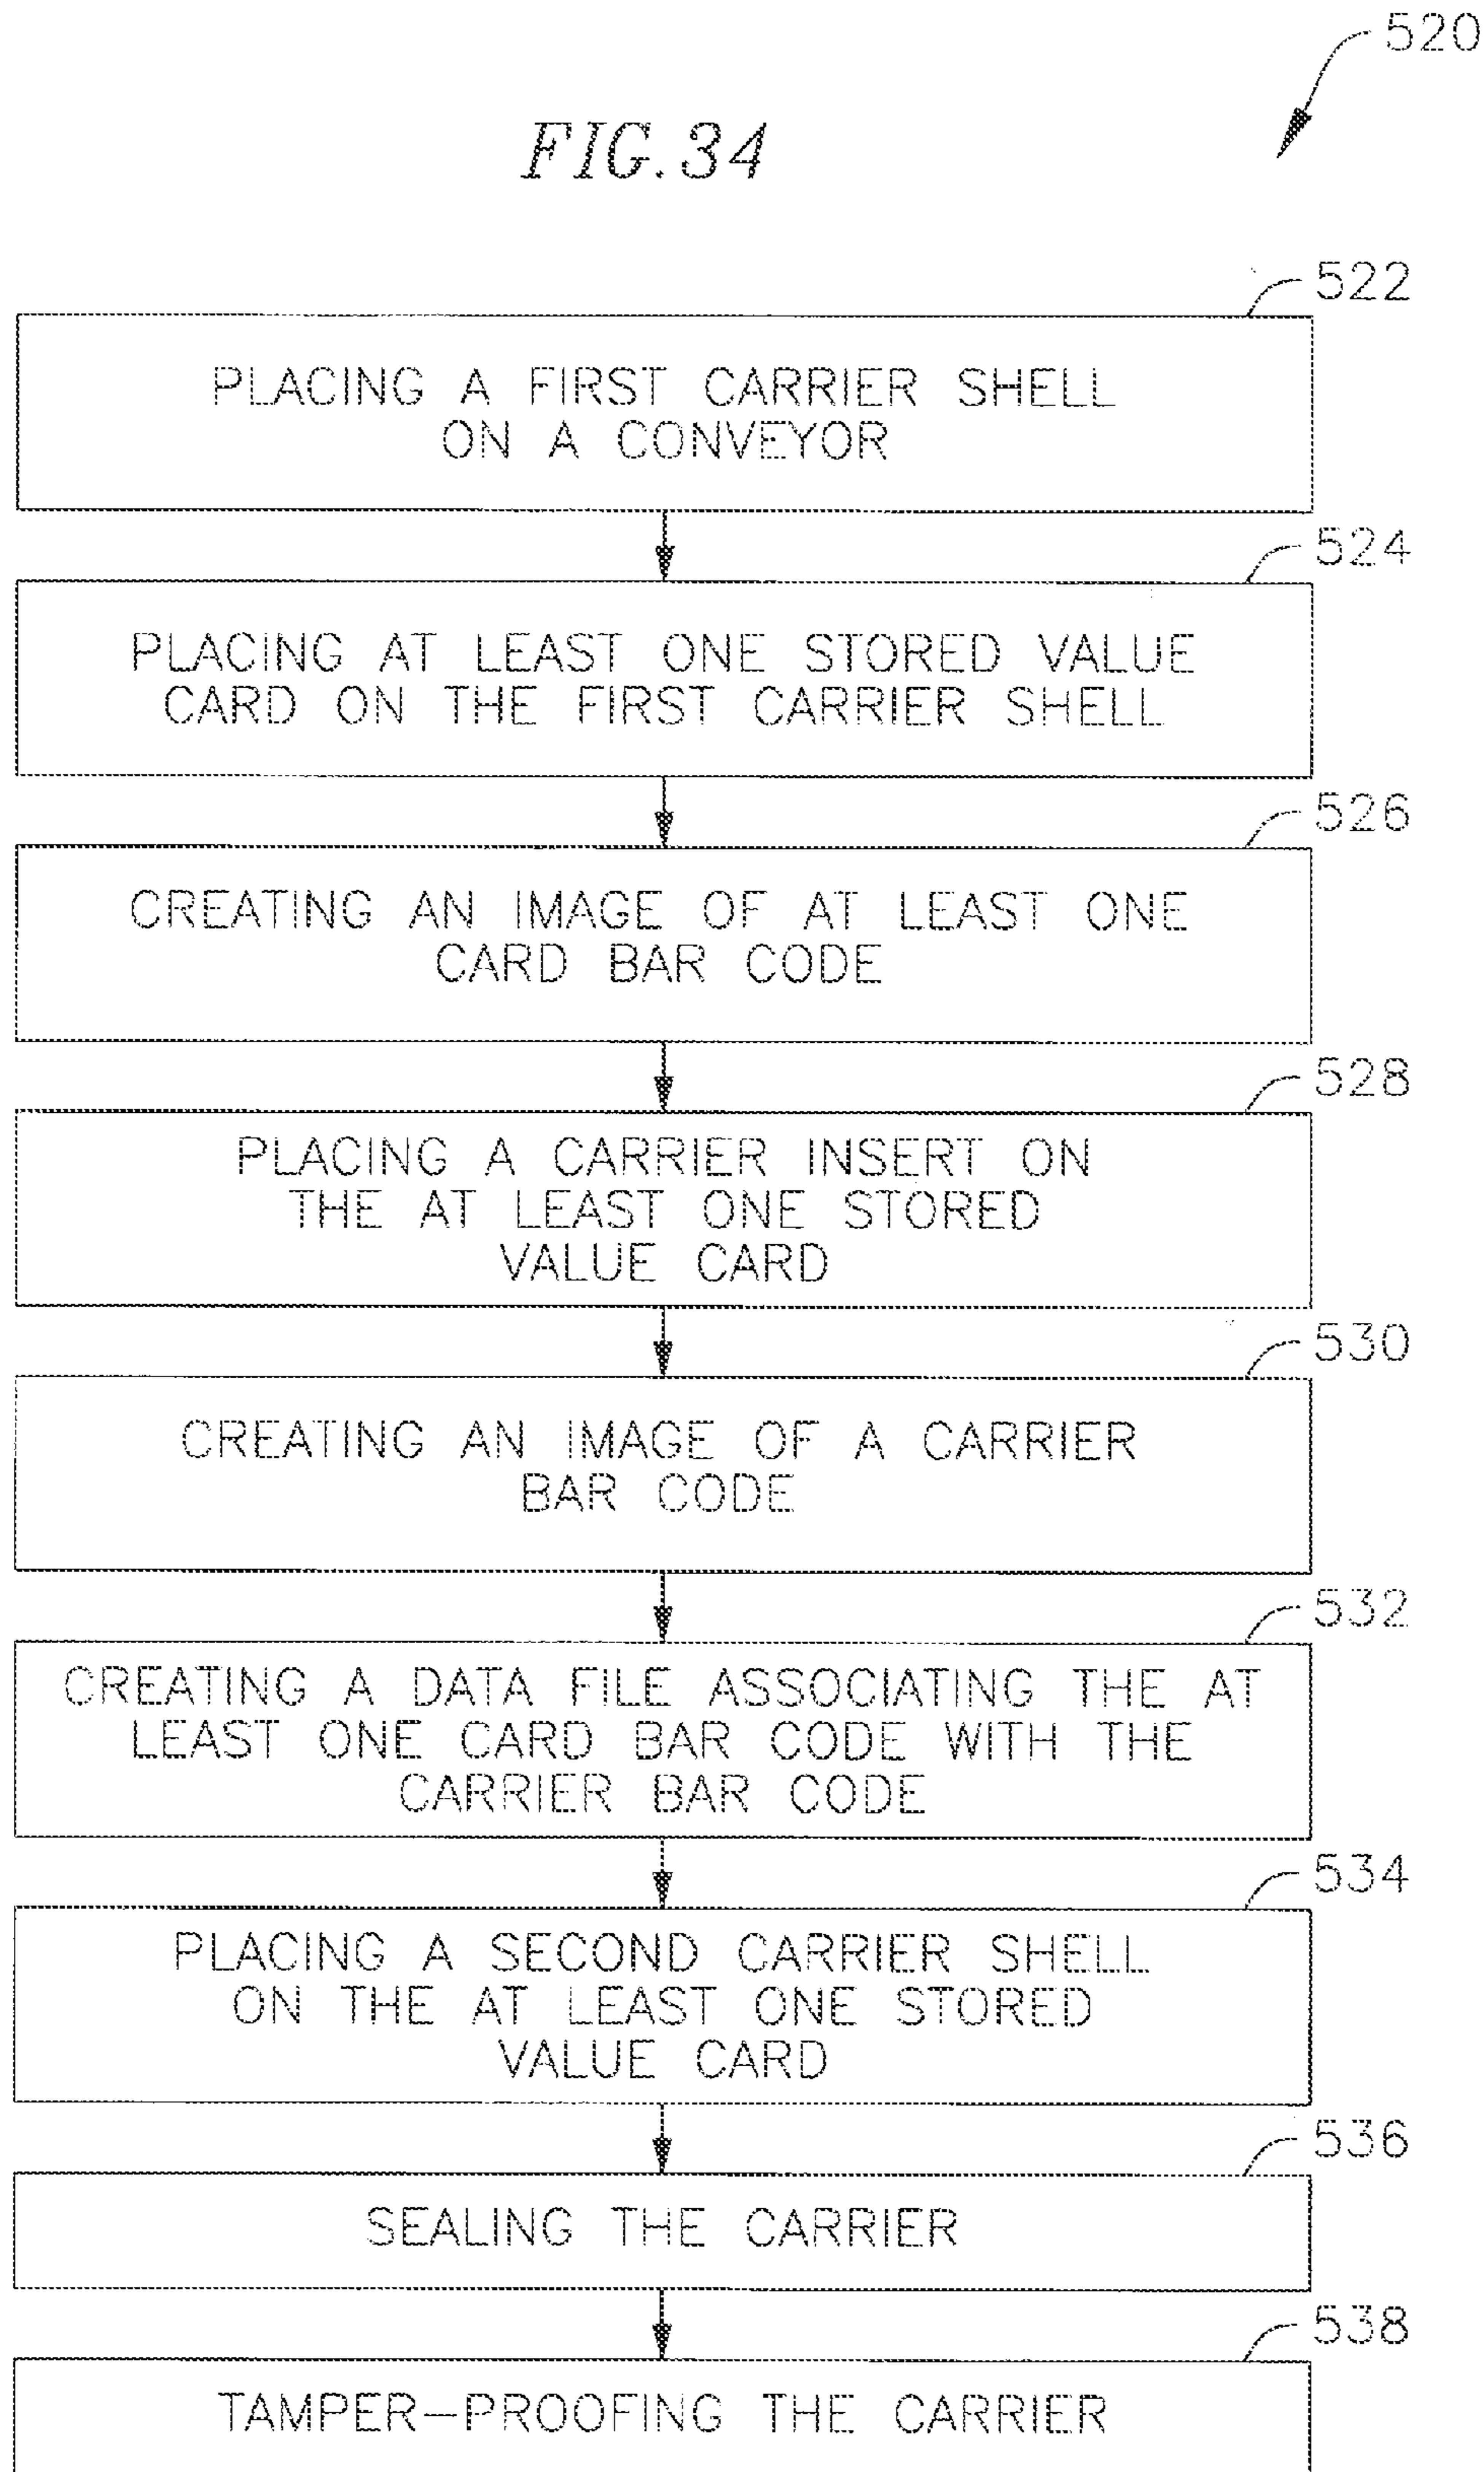 520
FIG. 34
522
PLACING A FIRST CARRIER SHELL
ON A CONVEYOR
524
PLACING AT LEAST ONE STORED VALUE
CARD ON THE FIRST CARRIER SHELL
526
CREATING AN IMAGE OF AT LEAST ONE
CARD BAR CODE
528
PLACING A CARRIER INSERT ON
THE AT LEAST ONE STORED
VALUE CARD
530
CREATING AN IMAGE OF A CARRIER
BAR CODE
532
CREATING A DATA FILE ASSOCIATING THE AT
LEAST ONE CARD BAR CODE WITH THE
CARRIER BAR CODE
534
PLACING A SECOND CARRIER SHELL
ON THE AT LEAST ONE STORED
VALUE CARD
536
SEALING THE CARRIER
538
TAMPER-PROOFING THE CARRIER